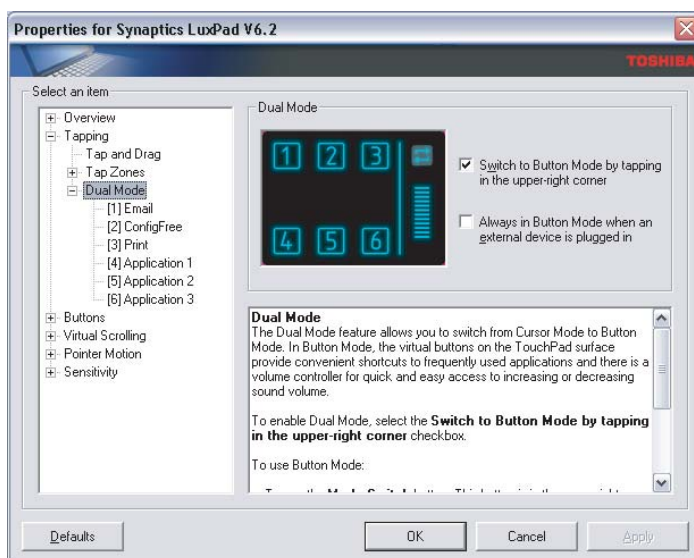 Properties for Synaptics LuxPad V6.2
TOSHIBA
Select an item
Overview
Tapping
Tap and Drag
Tap Zones
Dual Mode
[1] Email
[2] ConfigFree
[3] Print
[4] Application 1
[5] Application 2
[6] Application 3
Buttons
Virtual Scrolling
Pointer Motion
Sensitivity
Dual Mode
1 2 3
4 5 6
Switch to Button Mode by tapping
in the upper-right corner
Always in Button Mode when an
external device is plugged in
Dual Mode
The Dual Mode feature allows you to switch from Cursor Mode to Button
Mode. In Button Mode, the virtual buttons on the TouchPad surface
provide convenient shortcuts to frequently used applications and there is a
volume controller for quick and easy access to increasing or decreasing
sound volume.
To enable Dual Mode, select the Switch to Button Mode by tapping
in the upper-right corner checkbox.
To use Button Mode:
Defaults
OK
Cancel
Apply